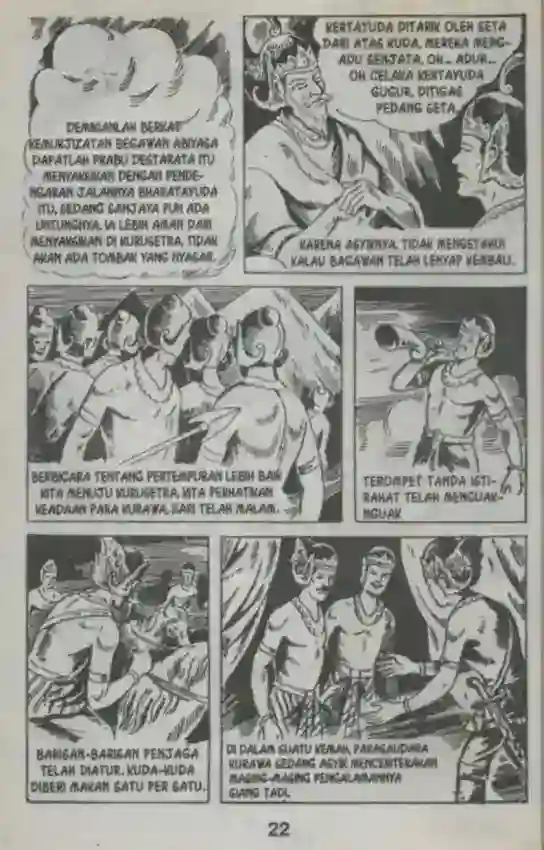 DEMIKIANLAH BERKAT
KEMUKJIZATAN BEGAWAN ABIYASA
DAPATLAH PRABU DESTARATA ITU
MENYAKSIKAN DENGAN PENDE-
NGARAN JALANNYA BHARATAYUDA
ITU, SEDANG SANJAYA PUN ADA
UNTUNGNYA. IA LEBIH AMAN DARI
MENYAKSIKAN DI KURUSETRA, TIDAK
AKAN ADA TOMBAK YANG NYASAR.
KERTAYUDA DITARIK OLEH SETA
DARI ATAS KUDA, MEREKA MENG-
ADU SENJATA, OH... ADUH...
OH CELAKA KERTAYUDA
GUGUR, DITIGAS
PEDANG SETA.
KARENA ASYIKNYA, TIDAK MENGETAHUI
KALAU BAGAWAN TELAH LENYAP KEMBALI.
BERBICARA TENTANG PERTEMPURAN LEBIH BAIK
KITA MENUJU KURUSETRA, KITA PERHATIKAN
KEADAAN PARA KURAWA, HARI TELAH MALAM.
TEROMPET TANDA ISTI-
RAHAT TELAH MENGUAK-
NGUAK
BARISAN-BARISAN PENJAGA
TELAH DIATUR. KUDA-KUDA
DIBERI MAKAN SATU PER SATU.
DI DALAM SUATU KEMAH, PARA SAUDARA
KURAWA SEDANG ASYIK MENCERITERAKAN
MASING-MASING PENGALAMANNYA
SIANG TADI.
22